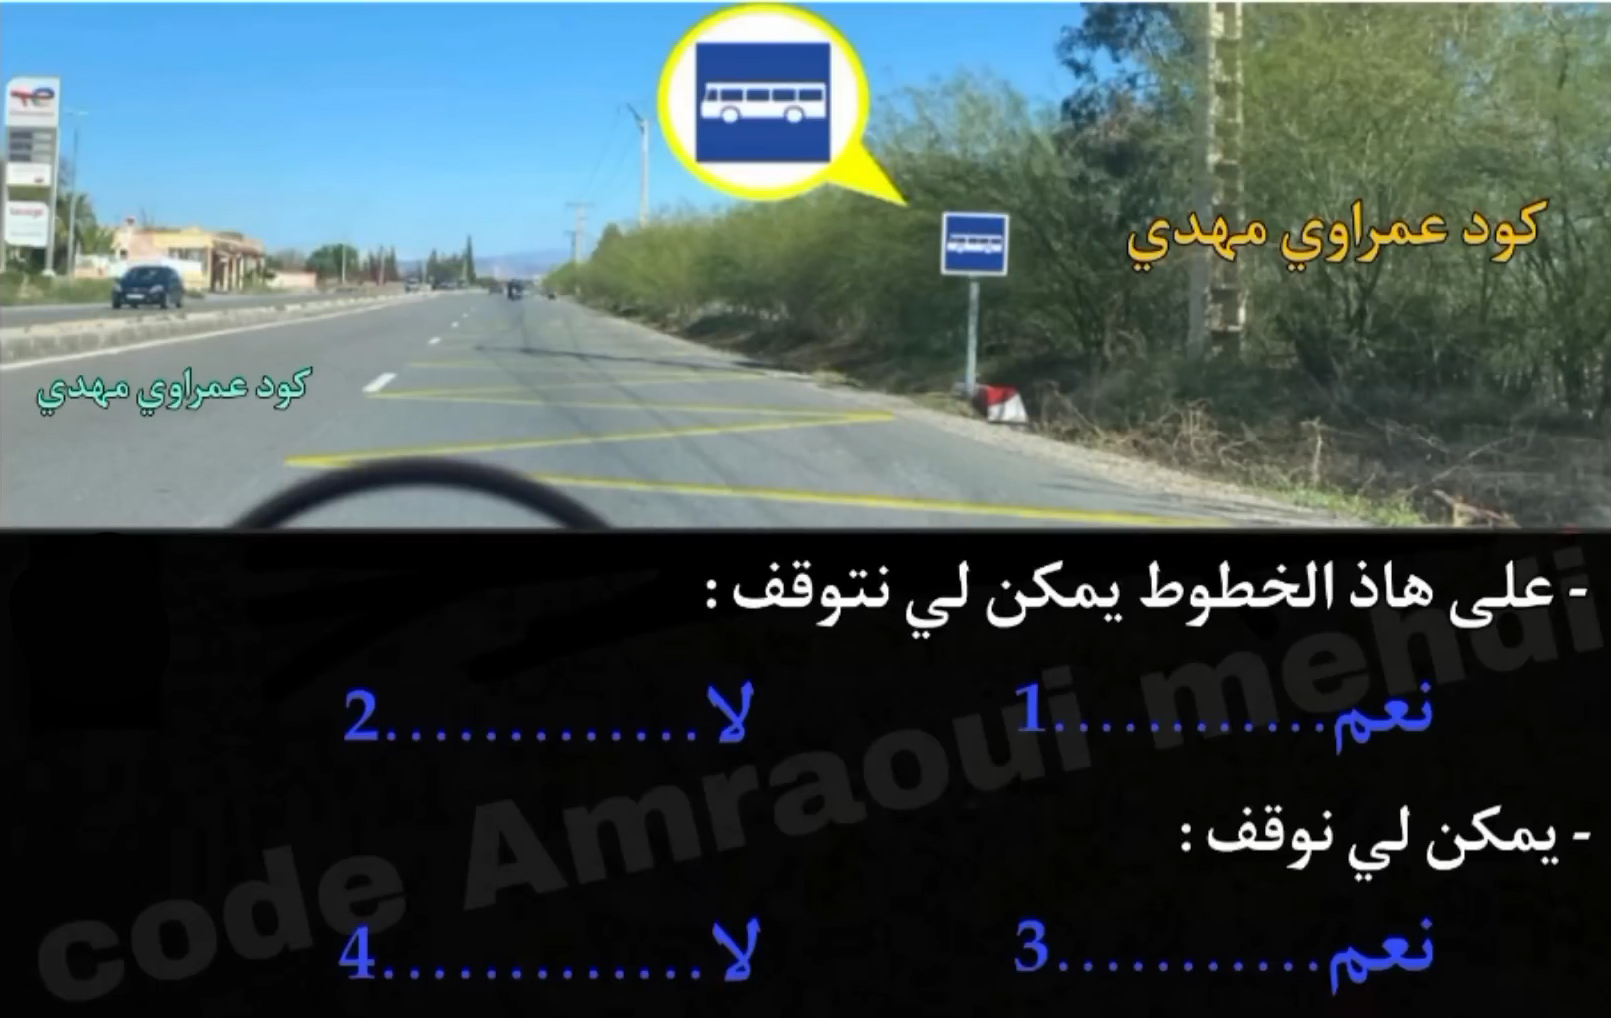 كود عمراوي مهدي
كود عمراوي مهدي
- على هاذ الخطوط يمكن لي نتوقف :
نعم............1
لا.............2
- يمكن لي نوقف :
نعم...........3
لا.............4
code Amraoui mehdi